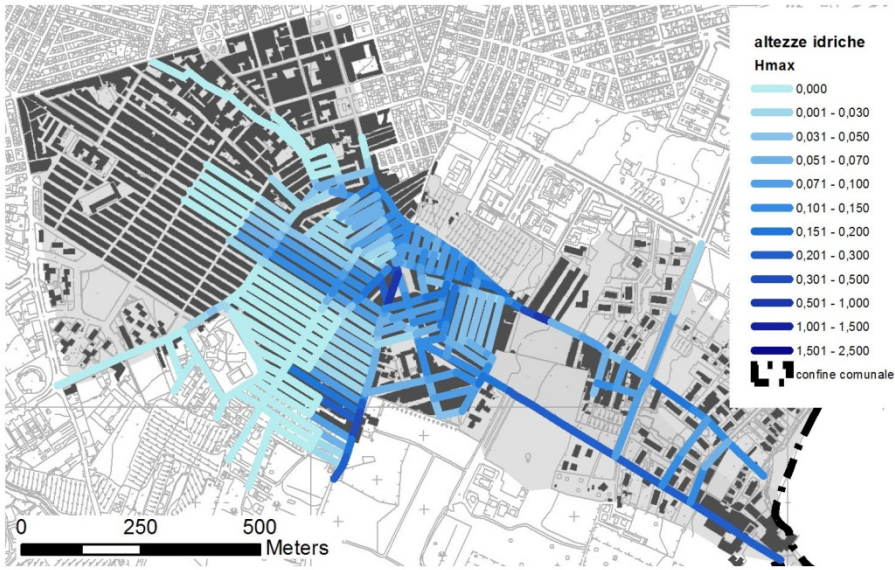 altezze idriche
Hmax
0,000
0,001 - 0,030
0,031 - 0,050
0,051 - 0,070
0,071 - 0,100
0,101 - 0,150
0,151 - 0,200
0,201 - 0,300
0,301 - 0,500
0,501 - 1,000
1,001 - 1,500
1,501 - 2,500
confine comunale
0 250 500
Meters